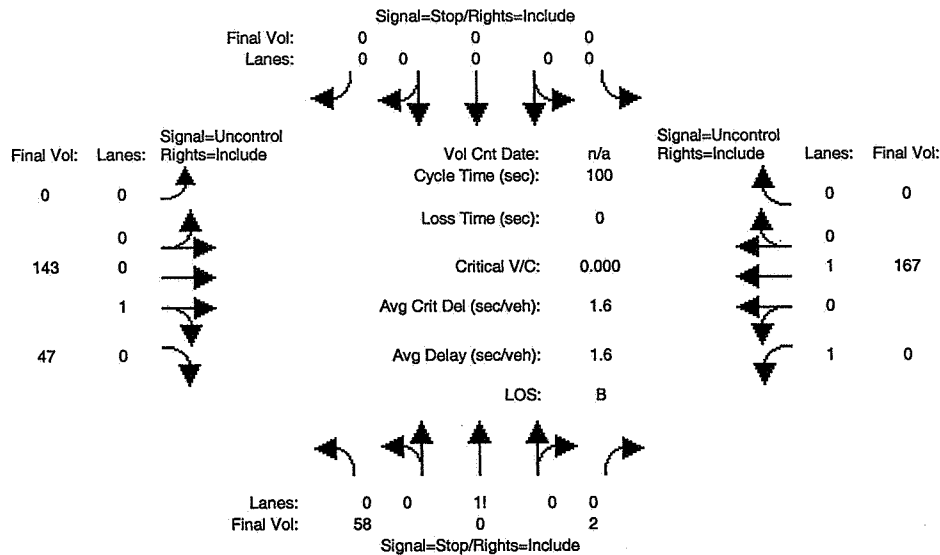 Signal=Stop/Rights=Include
Final Vol: 0 0 0
Lanes: 0 0 0 0 0
Signal=Uncontrol Signal=Uncontrol
Final Vol: Lanes: Rights=Include Vol Cnt Date: n/a Rights=Include Lanes: Final Vol:
Cycle Time (sec): 100
0 0 0 0
Loss Time (sec): 0
0 0
143 0 Critical V/C: 0.000 1 167
1 Avg Crit Del (sec/veh): 1.6 0
47 0 Avg Delay (sec/veh): 1.6 1 0
LOS: B
Lanes: 0 0 1! 0 0
Final Vol: 58 0 2
Signal=Stop/Rights=Include